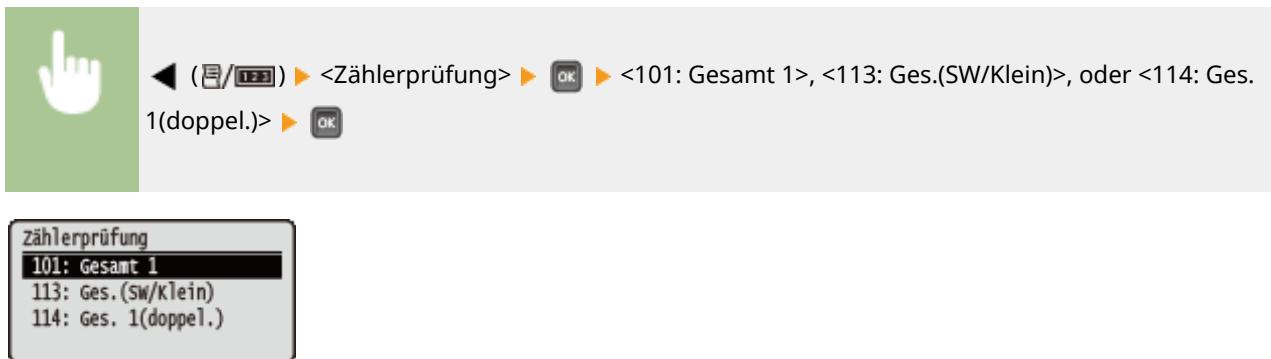 ◀ (/123) ▶ <Zählerprüfung> ▶ OK ▶ <101: Gesamt 1>, <113: Ges.(SW/Klein)>, oder <114: Ges.
1(doppel.)> ▶ OK
Zählerprüfung
101: Gesamt 1
113: Ges.(SW/Klein)
114: Ges. 1(doppel.)